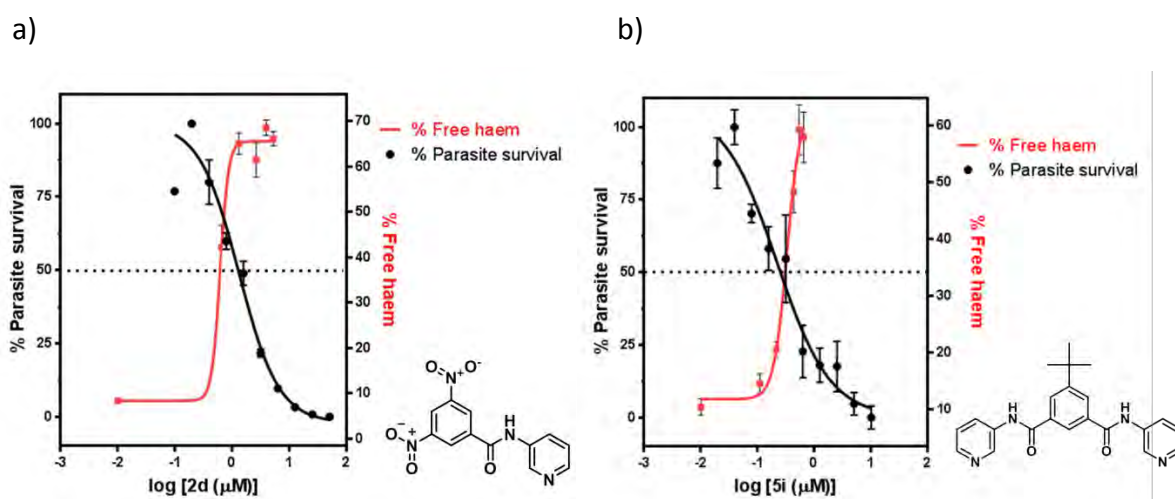 a)
100
75
50
25
0
% Parasite survival
-3 -2 -1 0 1 2
log [2d (µM)]
70
60
50
40
30
20
10
0
% Free haem
% Free haem
% Parasite survival
O
N+
O-
O-
N+
O
O
H
N
N
b)
100
75
50
25
0
% Parasite survival
-3 -2 -1 0 1 2
log [5i (µM)]
60
50
40
30
20
10
% Free haem
% Free haem
% Parasite survival
H
N
O
N
O
H
N
N